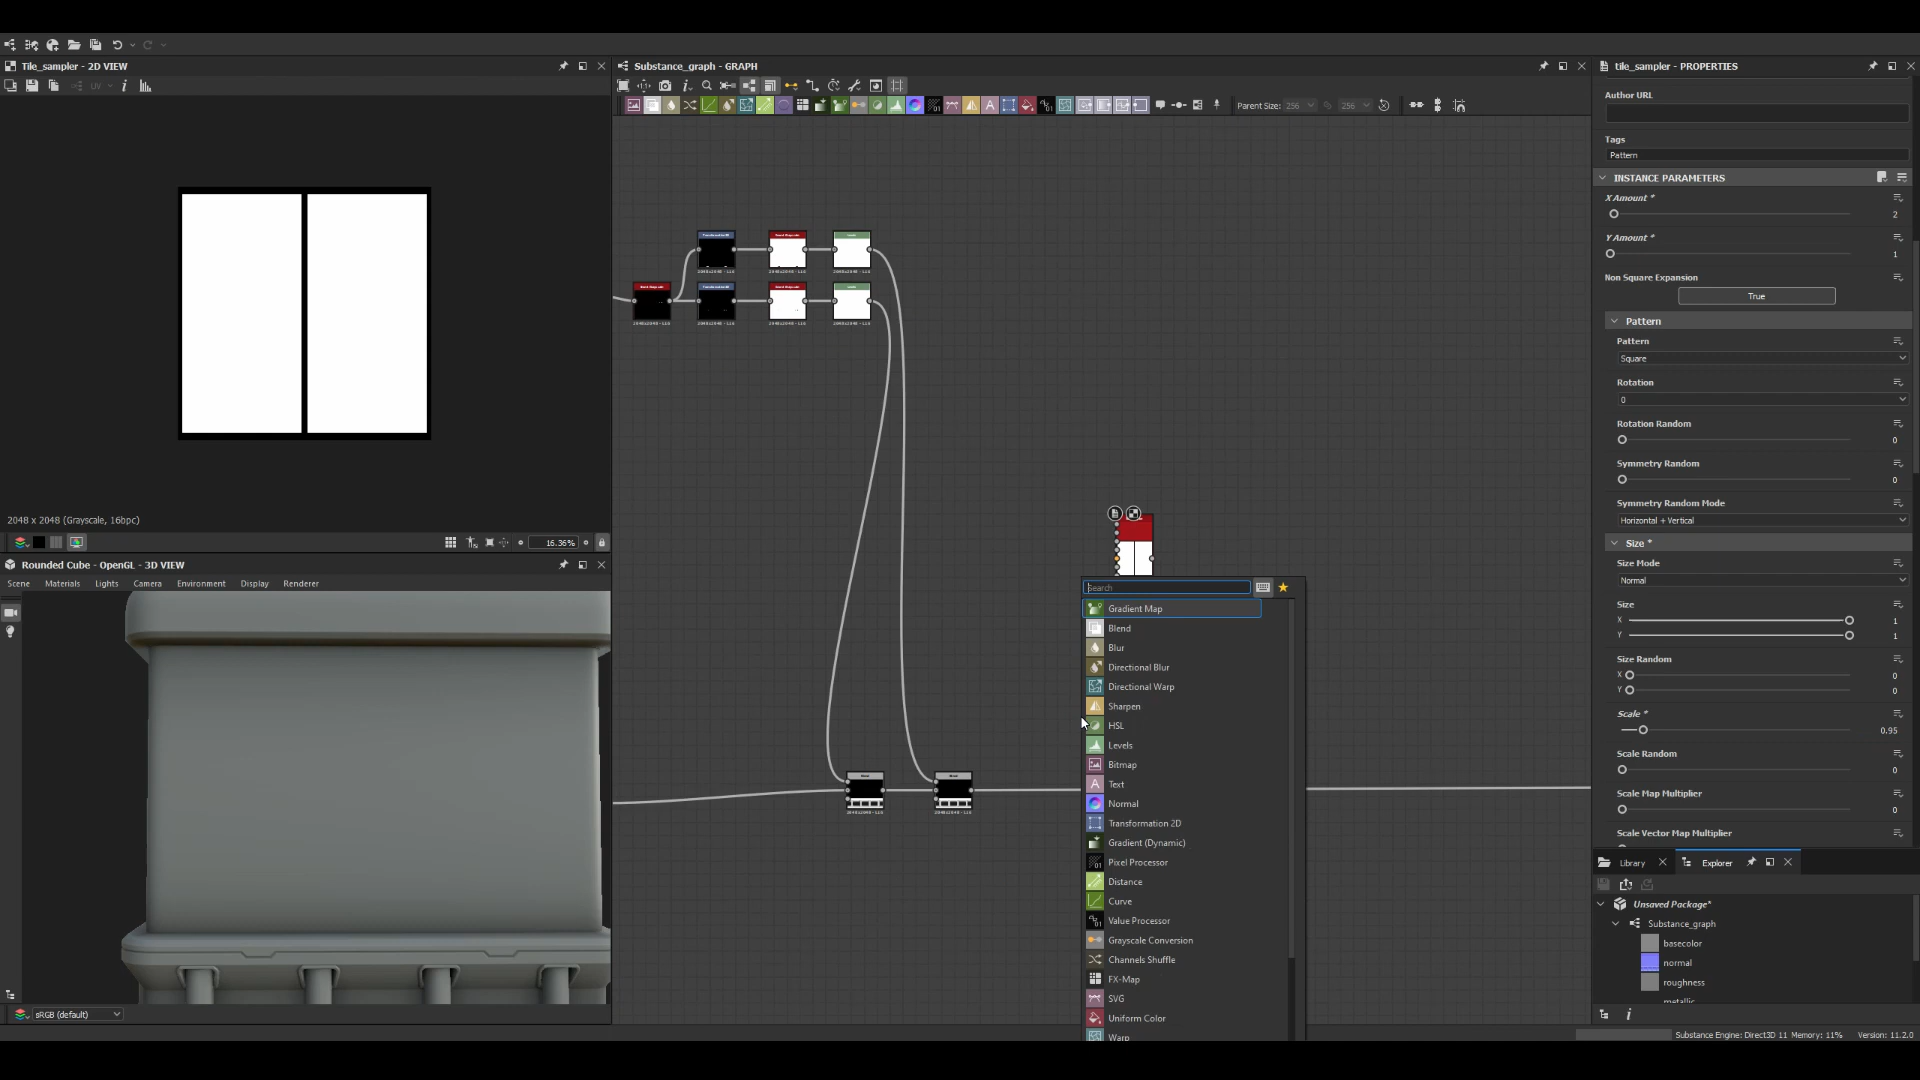 Tile_sampler - 2D VIEW
UV
2048 x 2048 (Grayscale, 16bpc)
16.36%
Rounded Cube - OpenGL - 3D VIEW
Scene Materials Lights Camera Environment Display Renderer
sRGB (default)
Substance_graph - GRAPH
Parent Size: 256 256
Search
Gradient Map
Blend
Blur
Directional Blur
Directional Warp
Sharpen
HSL
Levels
Bitmap
Text
Normal
Transformation 2D
Gradient (Dynamic)
Pixel Processor
Distance
Curve
Value Processor
Grayscale Conversion
Channels Shuffle
FX-Map
SVG
Uniform Color
Warp
tile_sampler - PROPERTIES
Author URL
Tags
Pattern
INSTANCE PARAMETERS
X Amount *
2
Y Amount *
1
Non Square Expansion
True
Pattern
Pattern
Square
Rotation
0
Rotation Random
0
Symmetry Random
0
Symmetry Random Mode
Horizontal + Vertical
Size *
Size Mode
Normal
Size
X 1
Y 1
Size Random
X 0
Y 0
Scale *
0.95
Scale Random
0
Scale Map Multiplier
0
Scale Vector Map Multiplier
Library Explorer
Unsaved Package*
Substance_graph
basecolor
normal
roughness
metallic
Substance Engine: Direct3D 11 Memory: 11% Version: 11.2.0